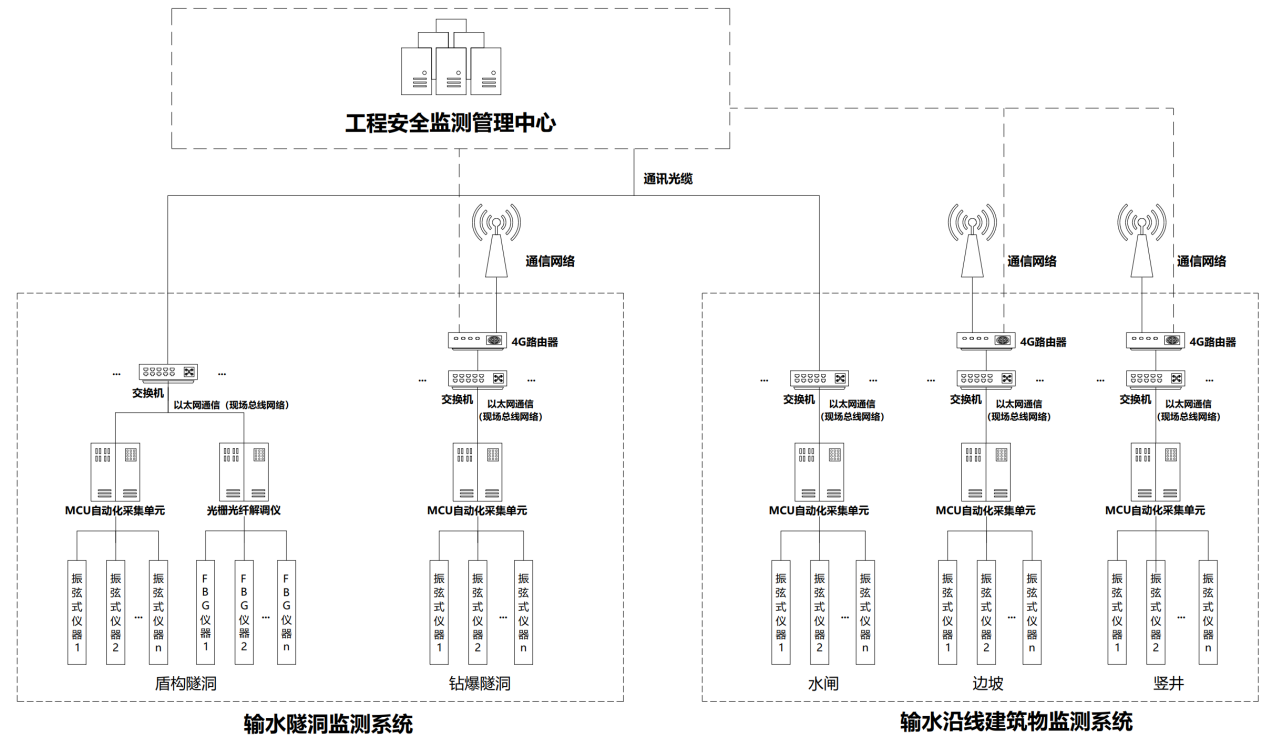 工程安全监测管理中心
通讯光缆
通信网络
通信网络
通信网络
4G路由器
4G路由器
4G路由器
... ...
... ...
... ...
... ...
... ...
交换机
交换机
交换机
交换机
交换机
以太网通信（现场总线网络）
以太网通信
（现场总线网络）
以太网通信
（现场总线网络）
以太网通信
（现场总线网络）
以太网通信
（现场总线网络）
MCU自动化采集单元
光栅光纤解调仪
MCU自动化采集单元
MCU自动化采集单元
MCU自动化采集单元
MCU自动化采集单元
振弦式仪器1
振弦式仪器2
...
振弦式仪器n
FBG仪器1
FBG仪器2
...
FBG仪器n
振弦式仪器1
振弦式仪器2
...
振弦式仪器n
振弦式仪器1
振弦式仪器2
...
振弦式仪器n
振弦式仪器1
振弦式仪器2
...
振弦式仪器n
振弦式仪器1
振弦式仪器2
...
振弦式仪器n
盾构隧洞
钻爆隧洞
水闸
边坡
竖井
输水隧洞监测系统
输水沿线建筑物监测系统